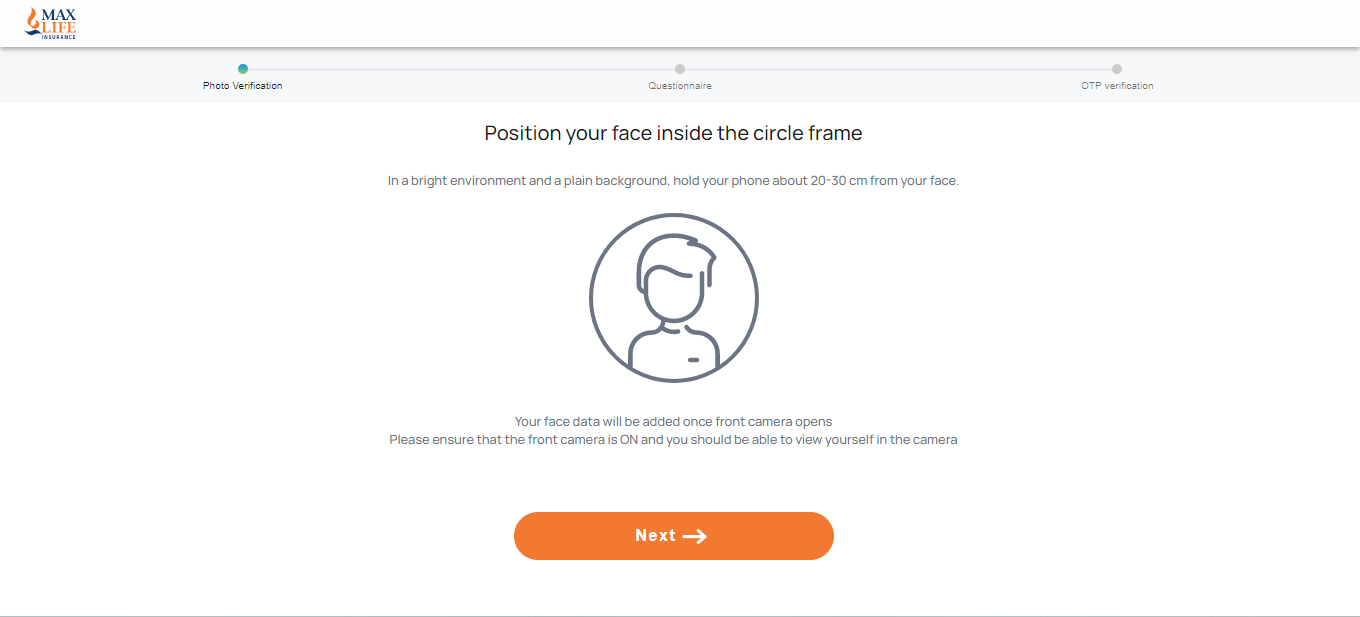 MAX
LIFE
INSURANCE
Photo Verification
Questionnaire
OTP verification
Position your face inside the circle frame
In a bright environment and a plain background, hold your phone about 20-30 cm from your face.
Your face data will be added once front camera opens
Please ensure that the front camera is ON and you should be able to view yourself in the camera
Next